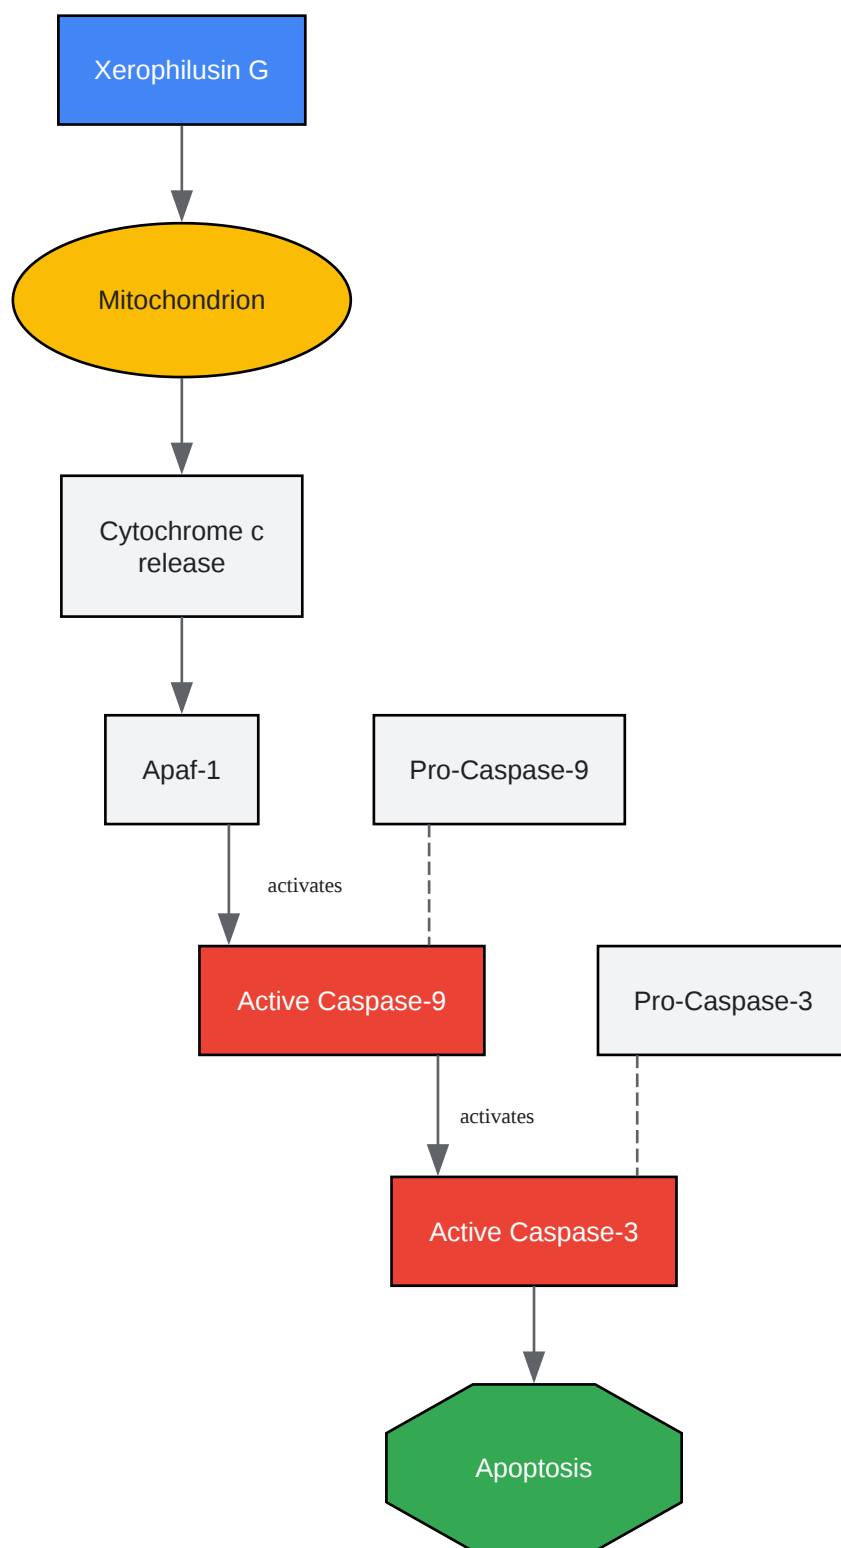 Xerophilusin G
Mitochondrion
Cytochrome c
release
Apaf-1
Pro-Caspase-9
activates
Active Caspase-9
Pro-Caspase-3
activates
Active Caspase-3
Apoptosis